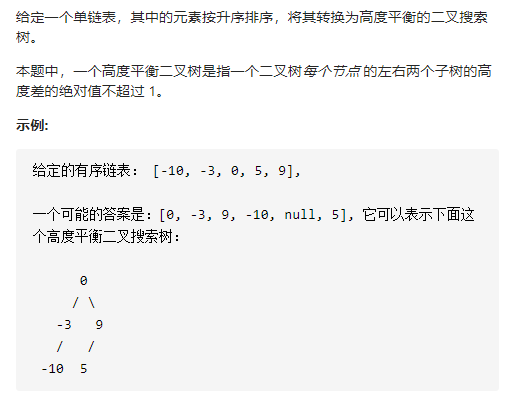 给定一个单链表，其中的元素按升序排序，将其转换为高度平衡的二叉搜索
树。
本题中，一个高度平衡二叉树是指一个二叉树每个节点的左右两个子树的高
度差的绝对值不超过 1。
示例:
给定的有序链表： [-10, -3, 0, 5, 9],
一个可能的答案是：[0, -3, 9, -10, null, 5], 它可以表示下面这
个高度平衡二叉搜索树：
      0
     / \
   -3   9
   /   /
 -10  5